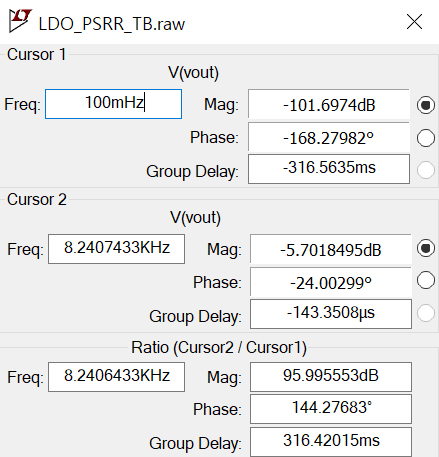 LDO_PSRR_TB.raw
Cursor 1
V(vout)
Freq: 100mHz Mag: -101.6974dB
Phase: -168.27982°
Group Delay: -316.5635ms
Cursor 2
V(vout)
Freq: 8.2407433KHz Mag: -5.7018495dB
Phase: -24.00299°
Group Delay: -143.3508µs
Ratio (Cursor2 / Cursor1)
Freq: 8.2406433KHz Mag: 95.995553dB
Phase: 144.27683°
Group Delay: 316.42015ms